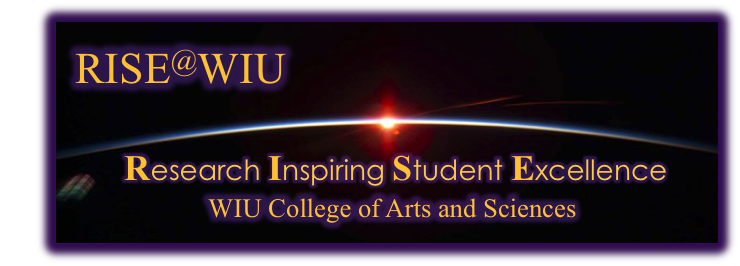 RISE@WIU
Research Inspiring Student Excellence
WIU College of Arts and Sciences